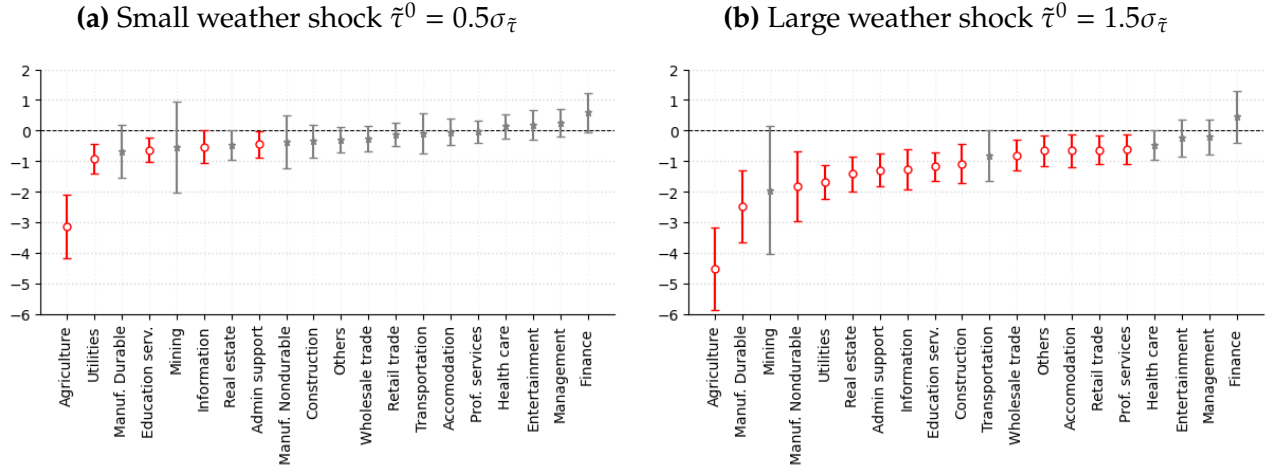 (a) Small weather shock τ̃⁰ = 0.5σ_τ̃
2
1
0
−1
−2
−3
−4
−5
−6
Agriculture
Utilities
Manuf. Durable
Education serv.
Mining
Information
Real estate
Admin support
Manuf. Nondurable
Construction
Others
Wholesale trade
Retail trade
Transportation
Accomodation
Prof. services
Health care
Entertainment
Management
Finance
(b) Large weather shock τ̃⁰ = 1.5σ_τ̃
2
1
0
−1
−2
−3
−4
−5
−6
Agriculture
Manuf. Durable
Mining
Manuf. Nondurable
Utilities
Real estate
Admin support
Information
Education serv.
Construction
Transportation
Wholesale trade
Others
Accomodation
Retail trade
Prof. services
Health care
Entertainment
Management
Finance